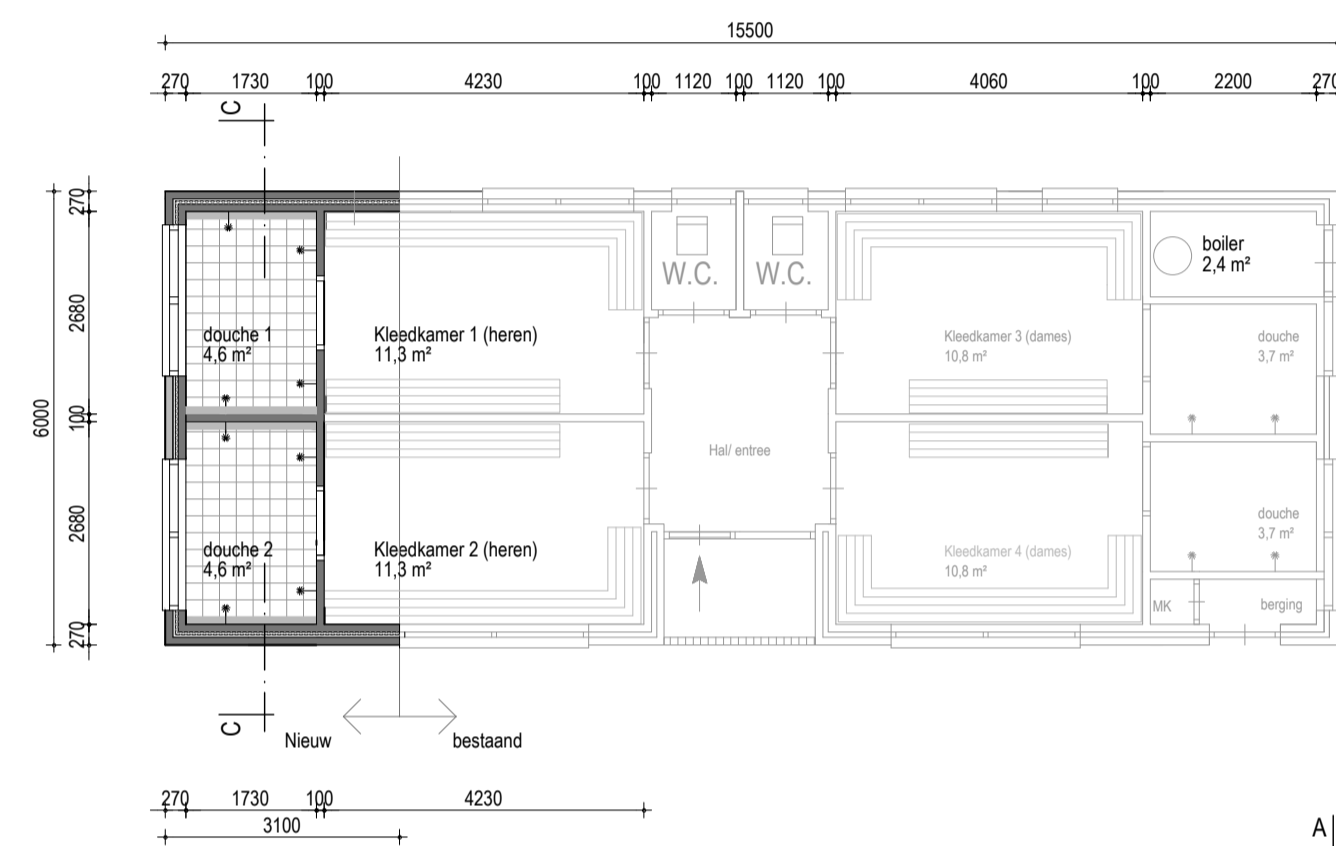 15500
270 1730 100 4230 100 1120 100 1120 100 4060 100 2200 270
C
270
2680
100
2680
270
6000
W.C. W.C.
boiler
2,4 m²
douche 1
4,6 m²
Kleedkamer 1 (heren)
11,3 m²
Kleedkamer 3 (dames)
10,8 m²
douche
3,7 m²
Hal/ entree
douche 2
4,6 m²
Kleedkamer 2 (heren)
11,3 m²
Kleedkamer 4 (dames)
10,8 m²
douche
3,7 m²
MK
berging
C
Nieuw
bestaand
270 1730 100 4230
3100
A